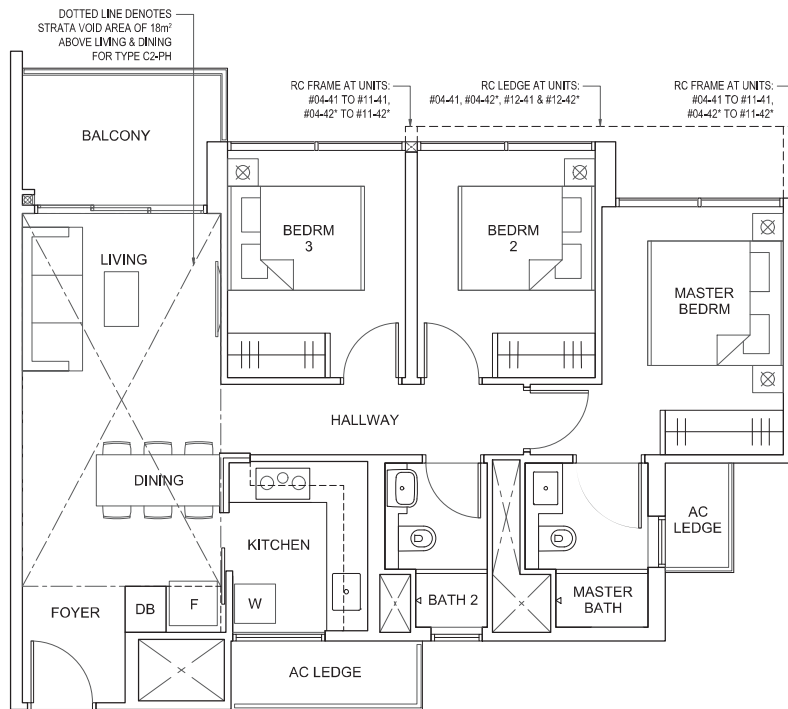 DOTTED LINE DENOTES
STRATA VOID AREA OF 18m²
ABOVE LIVING & DINING
FOR TYPE C2-PH
RC FRAME AT UNITS:
#04-41 TO #11-41,
#04-42* TO #11-42*
RC LEDGE AT UNITS:
#04-41, #04-42*, #12-41 & #12-42*
RC FRAME AT UNITS:
#04-41 TO #11-41,
#04-42* TO #11-42*
BALCONY
LIVING
BEDRM
3
BEDRM
2
MASTER
BEDRM
HALLWAY
DINING
KITCHEN
AC
LEDGE
FOYER
DB
F
W
BATH 2
MASTER
BATH
AC LEDGE